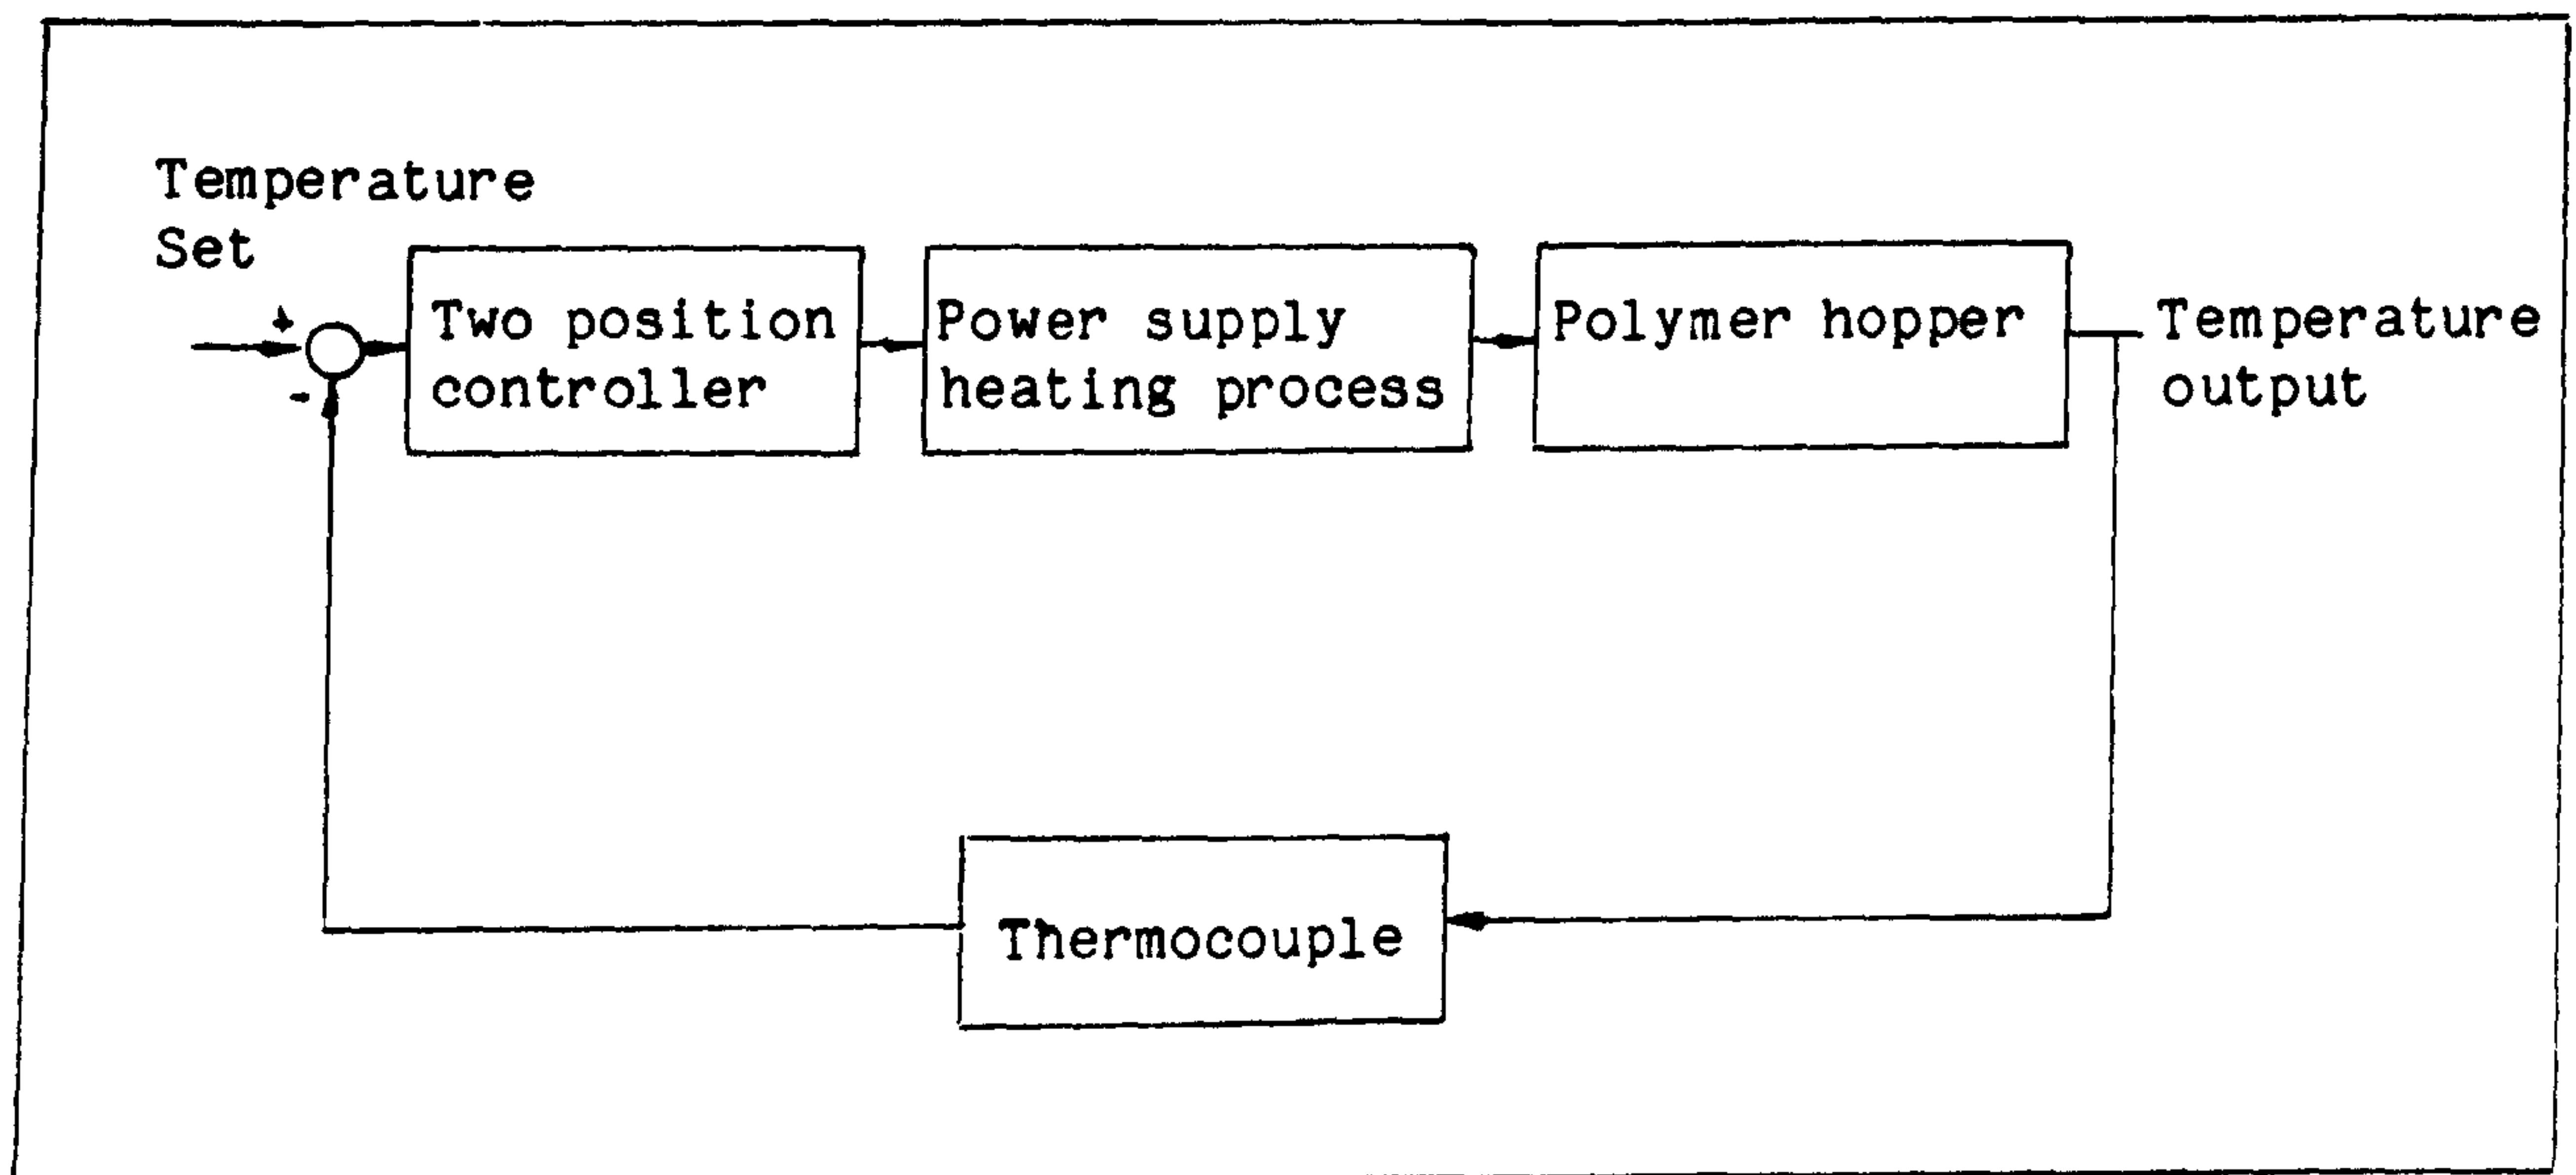 Temperature
Set
+
-
Two position
controller
Power supply
heating process
Polymer hopper
Temperature
output
Thermocouple